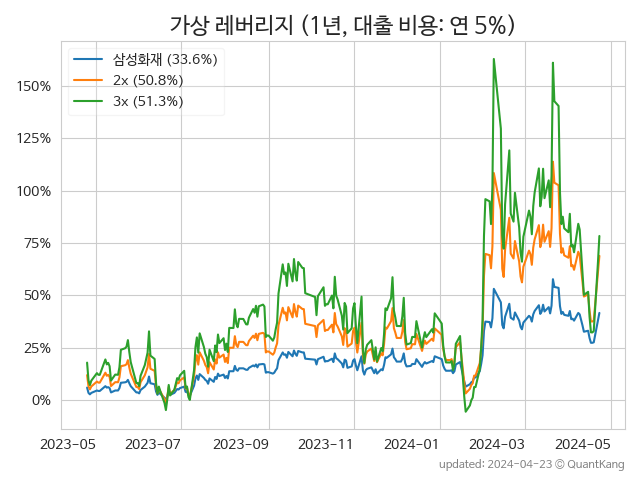 가상 레버리지 (1년, 대출 비용: 연 5%)
삼성화재 (33.6%)
2x (50.8%)
3x (51.3%)
150%
125%
100%
75%
50%
25%
0%
2023-05 2023-07 2023-09 2023-11 2024-01 2024-03 2024-05
updated: 2024-04-23 © QuantKang